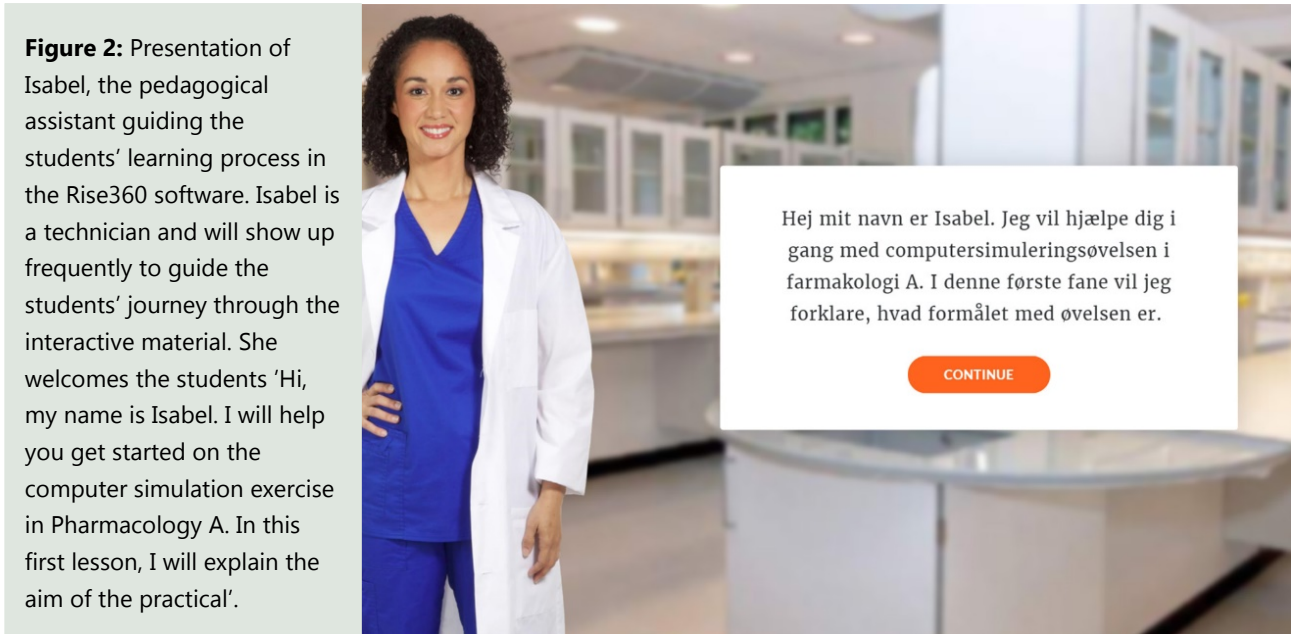 Figure 2: Presentation of
Isabel, the pedagogical
assistant guiding the
students’ learning process in
the Rise360 software. Isabel is
a technician and will show up
frequently to guide the
students’ journey through the
interactive material. She
welcomes the students ‘Hi,
my name is Isabel. I will help
you get started on the
computer simulation exercise
in Pharmacology A. In this
first lesson, I will explain the
aim of the practical’.
Hej mit navn er Isabel. Jeg vil hjælpe dig i
gang med computersimuleringsøvelsen i
farmakologi A. I denne første fane vil jeg
forklare, hvad formålet med øvelsen er.
CONTINUE